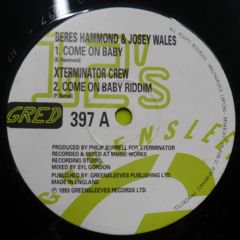 BERES HAMMOND & JOSEY WALES
1. COME ON BABY
(B. Hammond)
XTERMINATOR CREW
2. COME ON BABY RIDDIM
GRED
397 A
PRODUCED BY PHILIP BURRELL FOR XTERMINATOR
RECORDED & MIXED AT MUSIC WORKS
RECORDING STUDIO.
MIXED BY SYL GORDON
PUBLISHED BY: GREENSLEEVES PUBLISHING LTD.
MADE IN ENGLAND
℗ 1993 GREENSLEEVES RECORDS LTD.